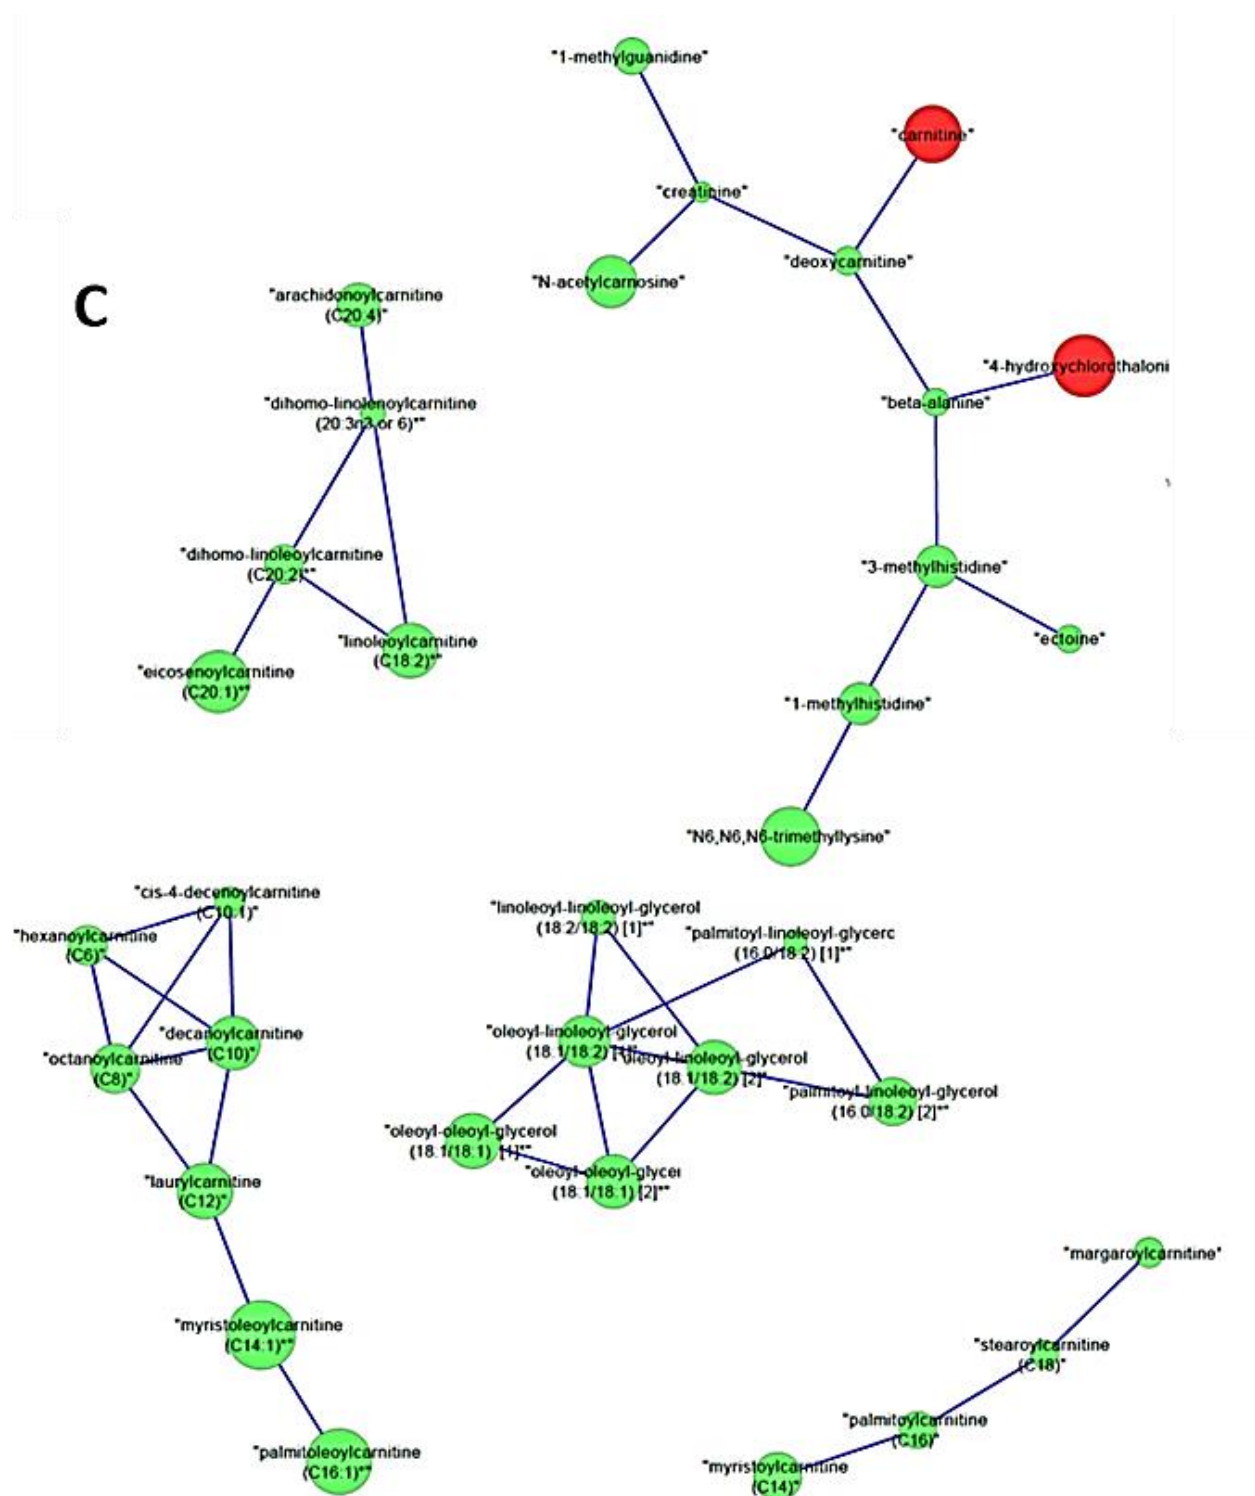 "1-methylguanidine"
"carnitine"
"creatinine"
"deoxycarnitine"
"N-acetylcarnosine"
C
"arachidonoylcarnitine
(C20:4)"
"4-hydroxychlorothaloni
"dihomo-linolenoylcarnitine
(20:3n3 or 6)*"
"beta-alanine"
"dihomo-linoleoylcarnitine
(C20:2)*"
"3-methylhistidine"
"linoleoylcarnitine
(C18:2)*"
"ectoine"
"eicosenoylcarnitine
(C20:1)*"
"1-methylhistidine"
"N6,N6,N6-trimethyllysine"
"cis-4-decenoylcarnitine
(C10:1)"
"hexanoylcarnitine
(C6)"
"linoleoyl-linoleoyl-glycerol
(18:2/18:2) [1]*"
"palmitoyl-linoleoyl-glycerc
(16:0/18:2) [1]*"
"decanoylcarnitine
(C10)"
"octanoylcarnitine
(C8)"
"oleoyl-linoleoyl-glycerol
(18:1/18:2) [1]"
"oleoyl-linoleoyl-glycerol
(18:1/18:2) [2]"
"palmitoyl-linoleoyl-glycerol
(16:0/18:2) [2]*"
"oleoyl-oleoyl-glycerol
(18:1/18:1) [1]*"
"oleoyl-oleoyl-glycer
(18:1/18:1) [2]*"
"laurylcarnitine
(C12)"
"margaroylcarnitine"
"myristoleoylcarnitine
(C14:1)*"
"stearoylcarnitine
(C18)"
"palmitoylcarnitine
(C16)"
"palmitoleoylcarnitine
(C16:1)*"
"myristoylcarnitine
(C14)"